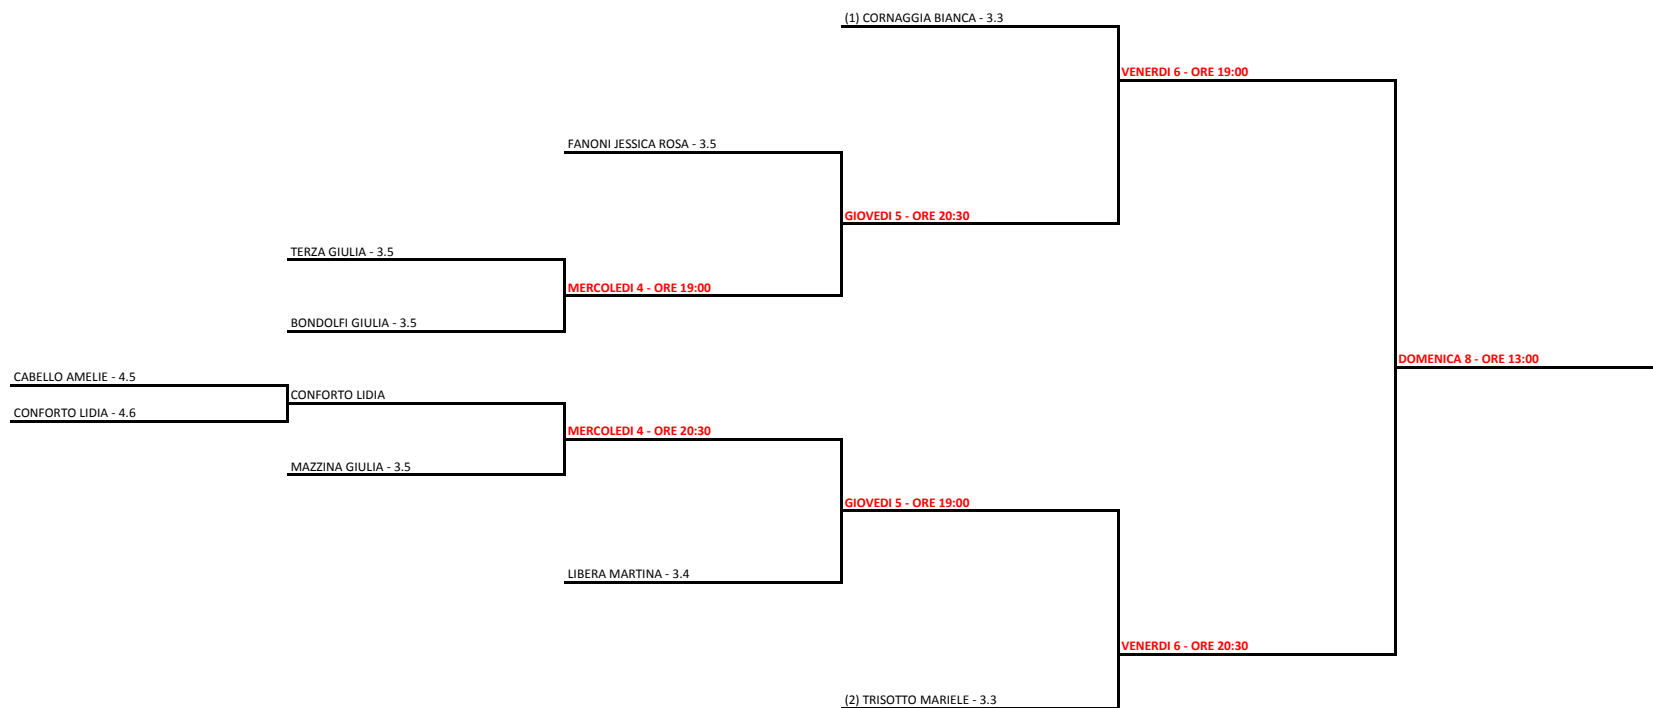 (1) CORNAGGIA BIANCA - 3.3
VENERDI 6 - ORE 19:00
FANONI JESSICA ROSA - 3.5
GIOVEDI 5 - ORE 20:30
TERZA GIULIA - 3.5
MERCOLEDI 4 - ORE 19:00
BONDOLFI GIULIA - 3.5
DOMENICA 8 - ORE 13:00
CABELLO AMELIE - 4.5
CONFORTO LIDIA
CONFORTO LIDIA - 4.6
MERCOLEDI 4 - ORE 20:30
MAZZINA GIULIA - 3.5
GIOVEDI 5 - ORE 19:00
LIBERA MARTINA - 3.4
VENERDI 6 - ORE 20:30
(2) TRISOTTO MARIELE - 3.3